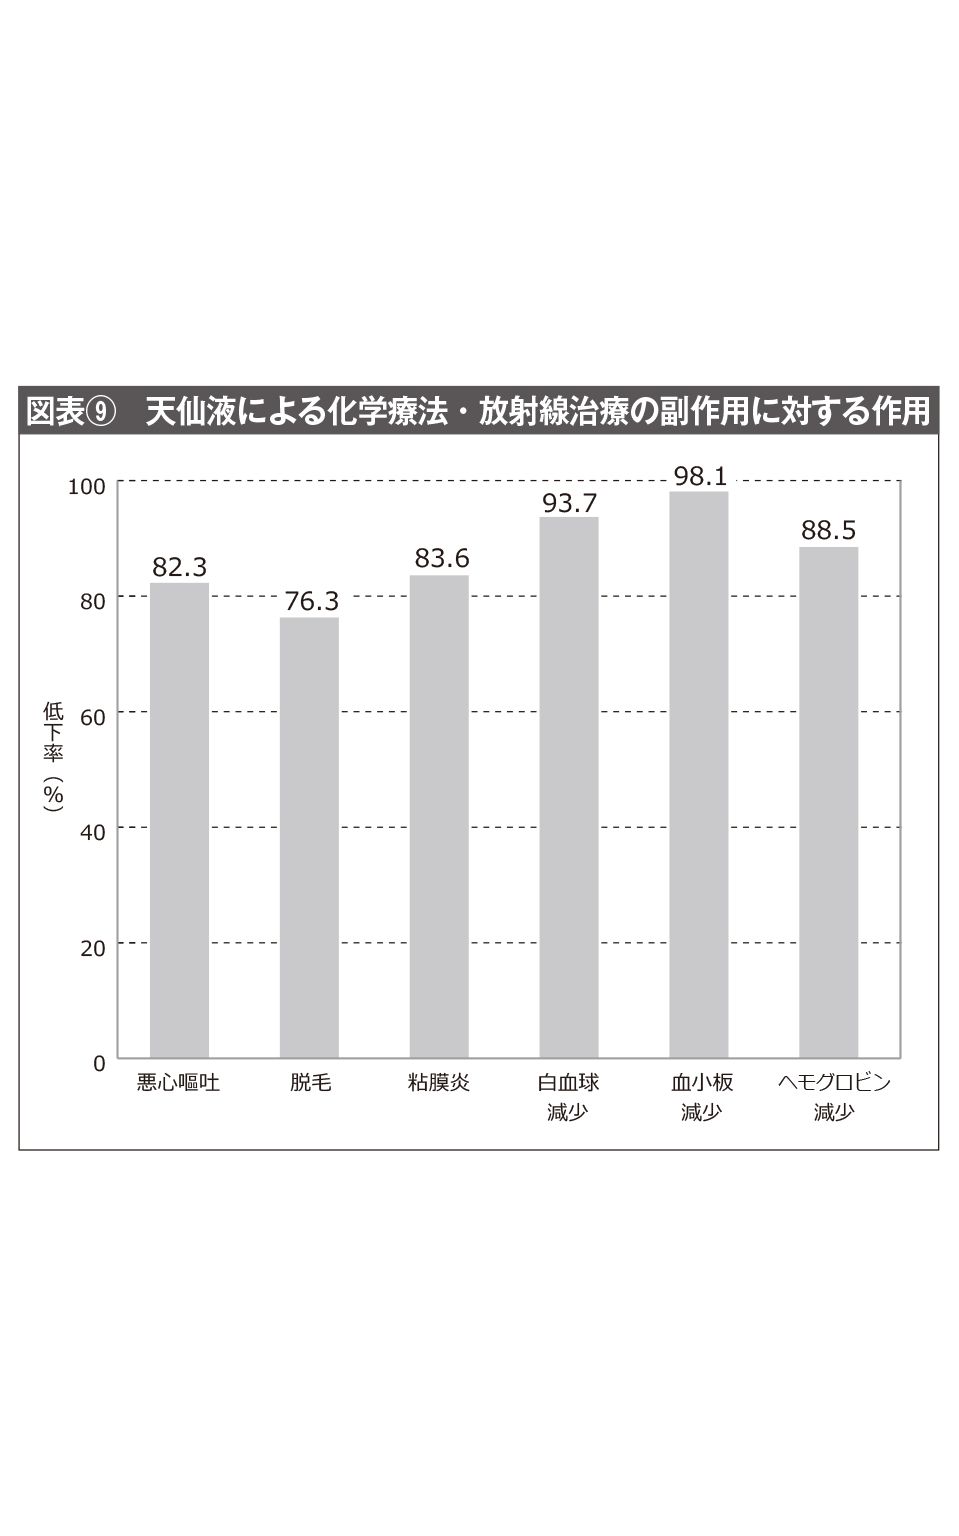 図表⑨　天仙液による化学療法・放射線治療の副作用に対する作用
低下率（%）
100
80
60
40
20
0
82.3
76.3
83.6
93.7
98.1
88.5
悪心嘔吐
脱毛
粘膜炎
白血球
減少
血小板
減少
ヘモグロビン
減少